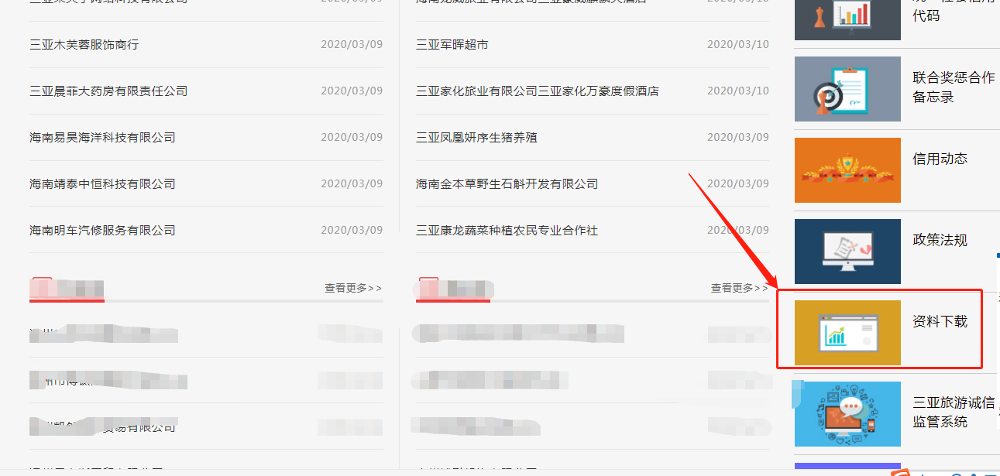 三亚木芙蓉服饰商行 2020/03/09
三亚晨菲大药房有限责任公司 2020/03/09
海南易昊海洋科技有限公司 2020/03/09
海南靖泰中恒科技有限公司 2020/03/09
海南明车汽修服务有限公司 2020/03/09
查看更多>>
贸易有限公司
三亚军晖超市 2020/03/10
三亚家化旅业有限公司三亚家化万豪度假酒店 2020/03/10
三亚凤凰妍序生猪养殖 2020/03/09
海南金本草野生石斛开发有限公司 2020/03/09
三亚康龙蔬菜种植农民专业合作社 2020/03/09
查看更多>>
代码
联合奖惩合作
备忘录
信用动态
政策法规
资料下载
三亚旅游诚信
监管系统